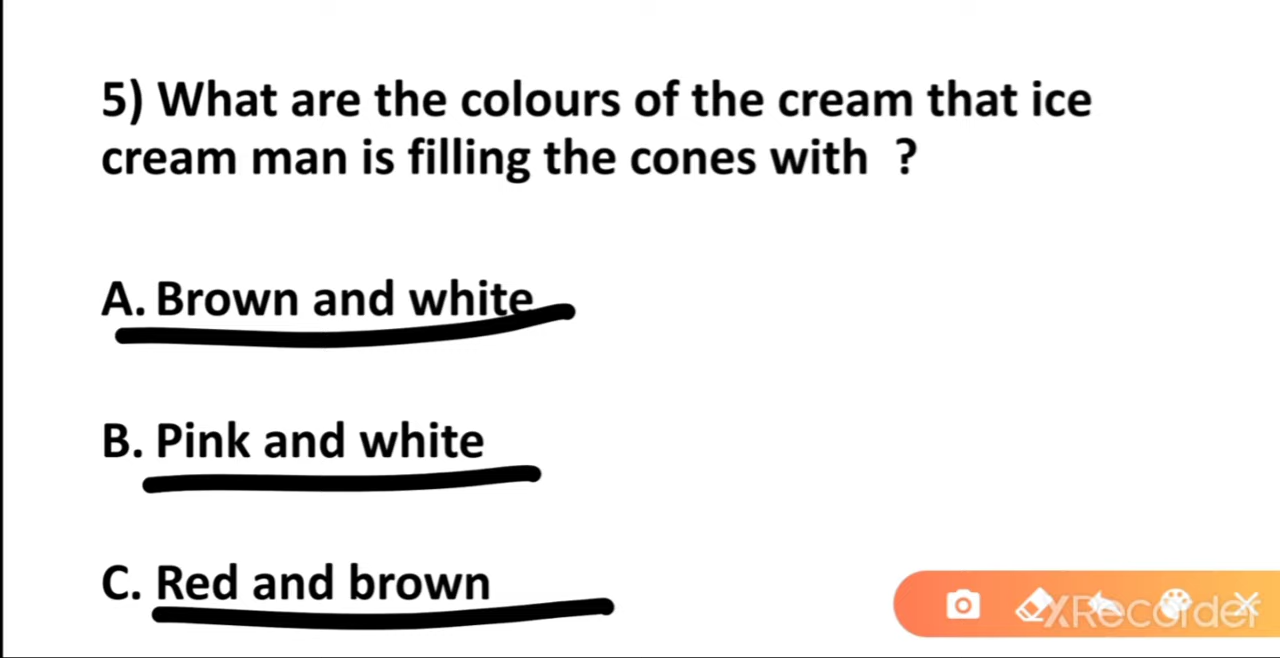 5) What are the colours of the cream that ice
cream man is filling the cones with  ?
A. Brown and white
B. Pink and white
C. Red and brown
XRecorder